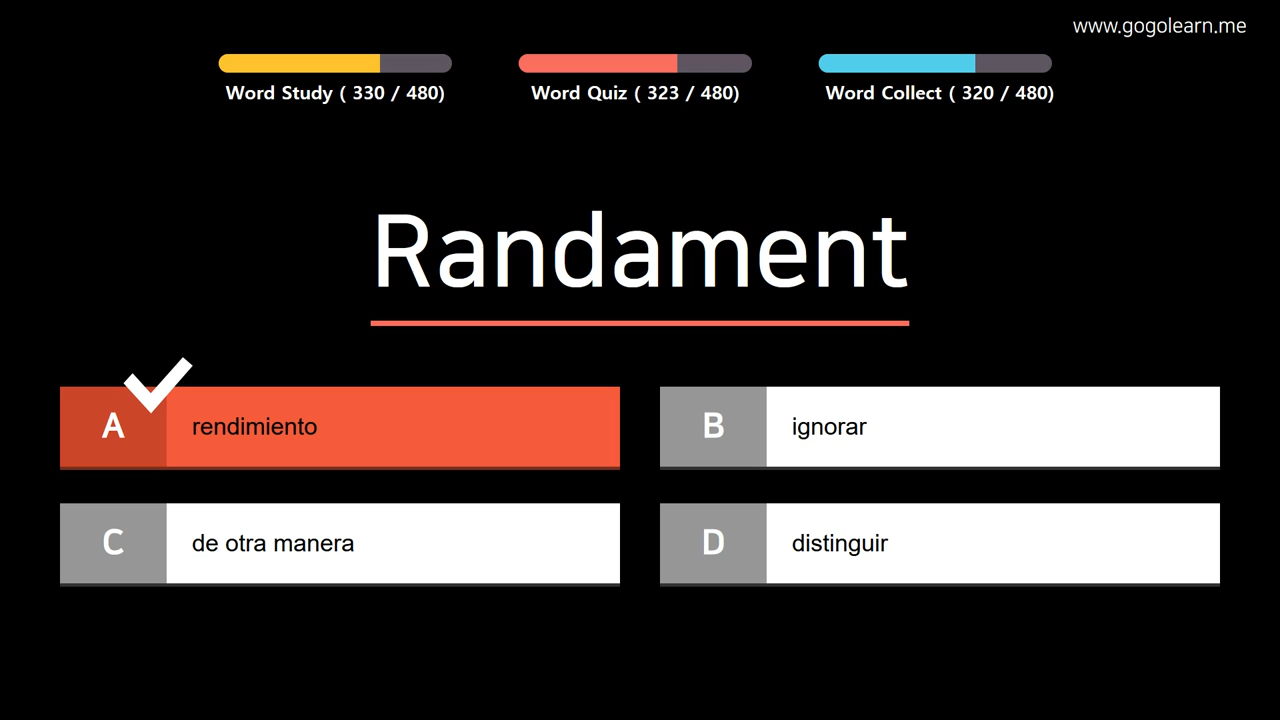 www.gogolearn.me
Word Study ( 330 / 480)
Word Quiz ( 323 / 480)
Word Collect ( 320 / 480)
Randament
A
rendimiento
B
ignorar
C
de otra manera
D
distinguir